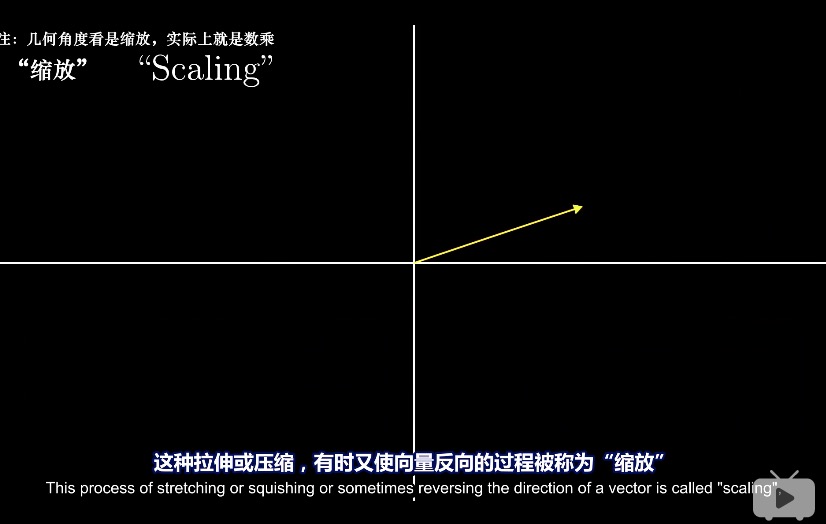 注：几何角度看是缩放，实际上就是数乘
“缩放” “Scaling”
这种拉伸或压缩，有时又使向量反向的过程被称为“缩放”
This process of stretching or squishing or sometimes reversing the direction of a vector is called "scaling",